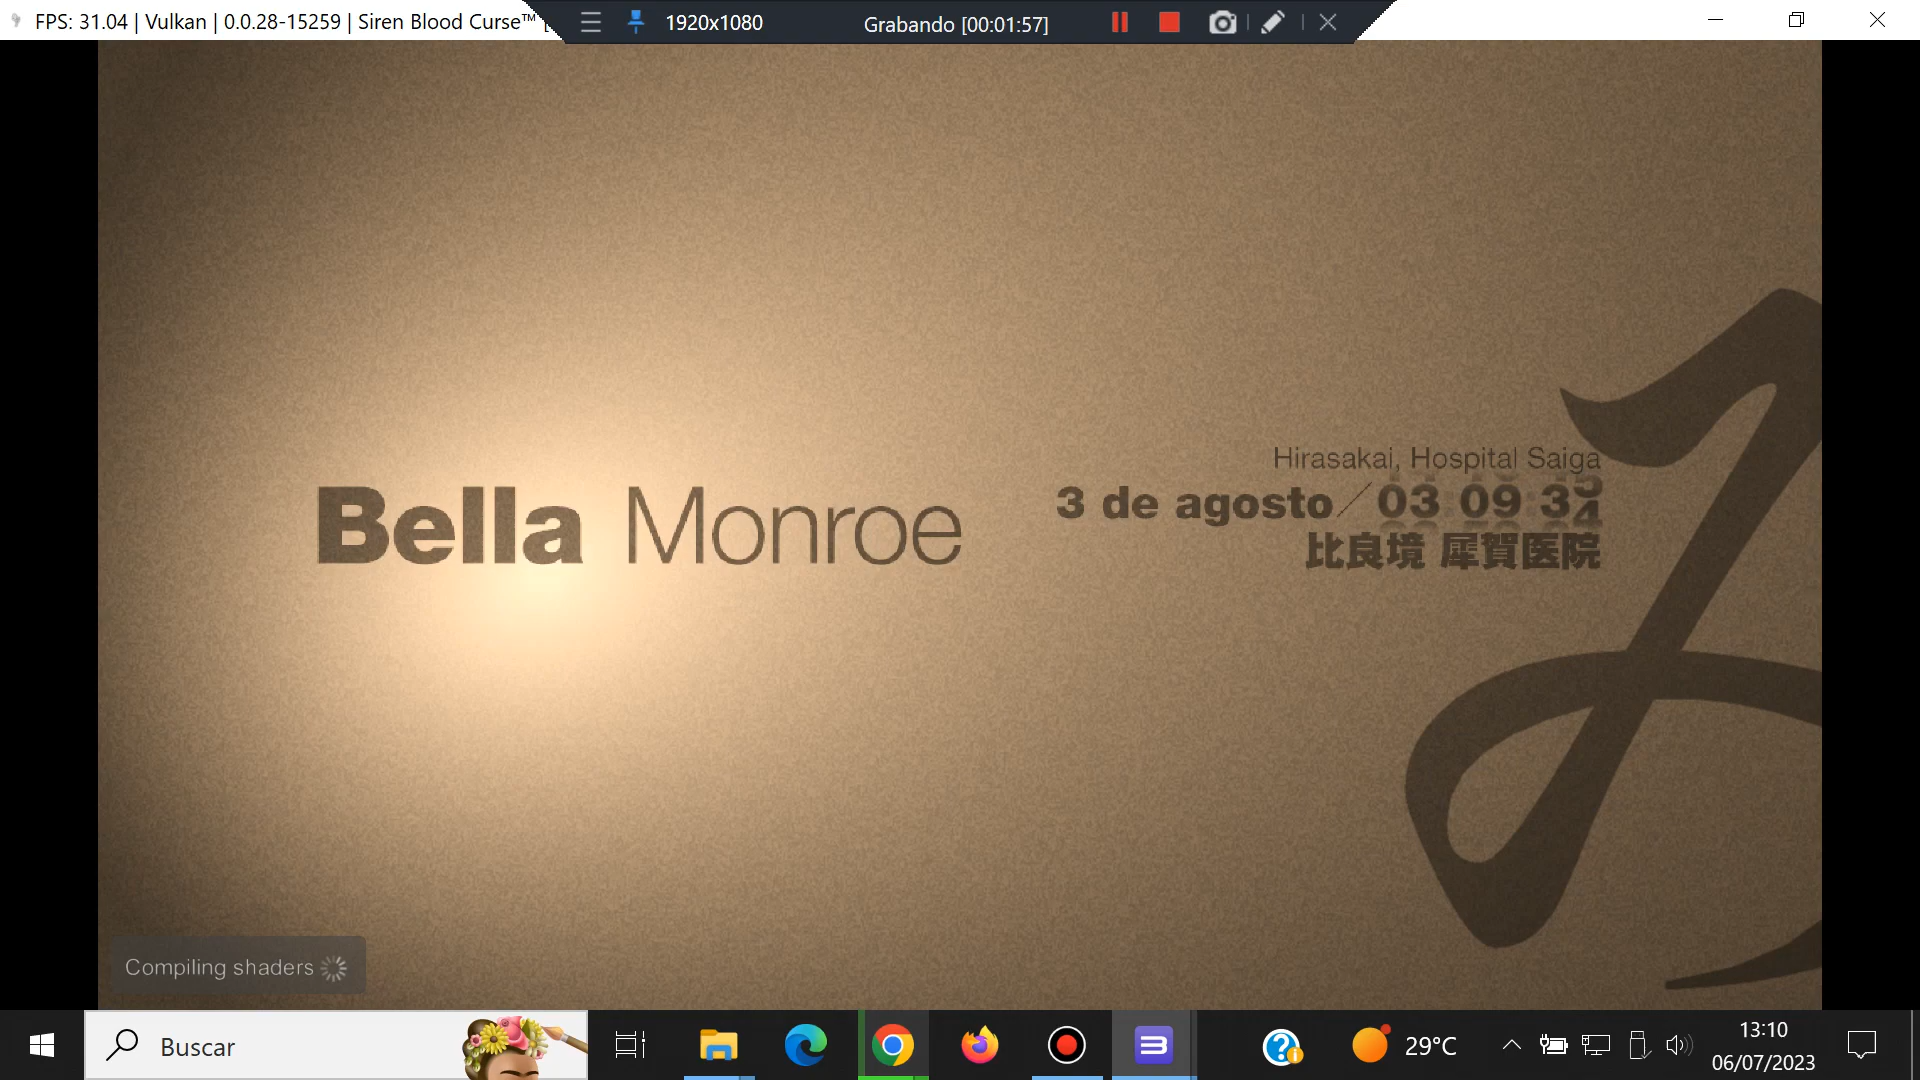 FPS: 31.04 | Vulkan | 0.0.28-15259 | Siren Blood Curse™ [
1920x1080
Grabando [00:01:57]
Hirasakai, Hospital Saiga
Bella Monroe
3 de agosto／03 09 34
比良境 犀賀医院
Compiling shaders
Buscar
29°C
13:10
06/07/2023